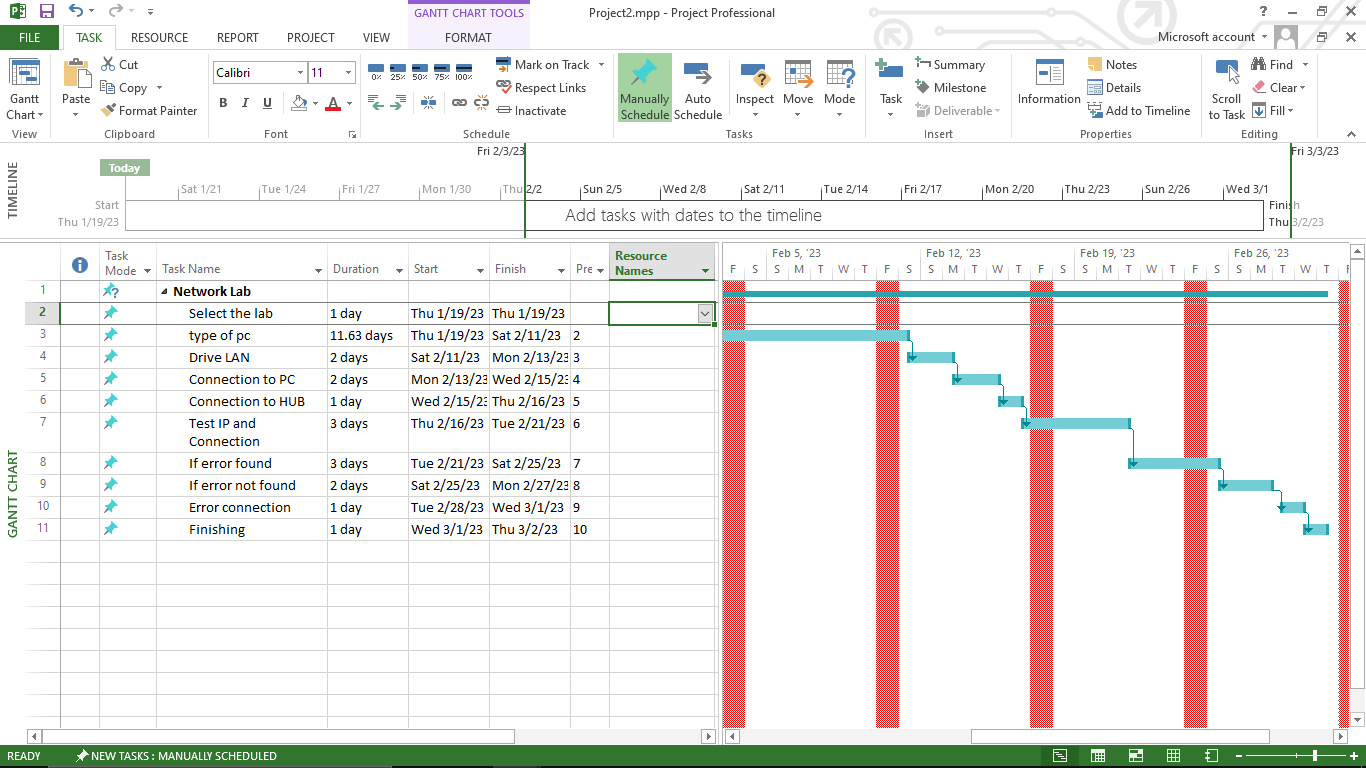 GANTT CHART TOOLS
Project2.mpp - Project Professional
?
FILE TASK RESOURCE REPORT PROJECT VIEW FORMAT
Microsoft account
Gantt Chart
View
Paste
Cut
Copy
Format Painter
Clipboard
Calibri 11
B I U A
Font
0% 25% 50% 75% 100%
Mark on Track
Respect Links
Inactivate
Schedule
Manually Schedule
Auto Schedule
Inspect
Move
Mode
Tasks
Task
Summary
Milestone
Deliverable
Insert
Information
Notes
Details
Add to Timeline
Properties
Scroll to Task
Find
Clear
Fill
Editing
TIMELINE
Fri 2/3/23 Fri 3/3/23
Today
Sat 1/21 Tue 1/24 Fri 1/27 Mon 1/30 Thu 2/2 Sun 2/5 Wed 2/8 Sat 2/11 Tue 2/14 Fri 2/17 Mon 2/20 Thu 2/23 Sun 2/26 Wed 3/1
Start
Thu 1/19/23
Add tasks with dates to the timeline
Finish
Thu 3/2/23
GANTT CHART
Task Mode Task Name Duration Start Finish Pre Resource Names
Feb 5, '23 Feb 12, '23 Feb 19, '23 Feb 26, '23
F S S M T W T F S S M T W T F S S M T W T F S S M T W T F
1 Network Lab
2 Select the lab 1 day Thu 1/19/23 Thu 1/19/23
3 type of pc 11.63 days Thu 1/19/23 Sat 2/11/23 2
4 Drive LAN 2 days Sat 2/11/23 Mon 2/13/23 3
5 Connection to PC 2 days Mon 2/13/23 Wed 2/15/23 4
6 Connection to HUB 1 day Wed 2/15/23 Thu 2/16/23 5
7 Test IP and Connection 3 days Thu 2/16/23 Tue 2/21/23 6
8 If error found 3 days Tue 2/21/23 Sat 2/25/23 7
9 If error not found 2 days Sat 2/25/23 Mon 2/27/23 8
10 Error connection 1 day Tue 2/28/23 Wed 3/1/23 9
11 Finishing 1 day Wed 3/1/23 Thu 3/2/23 10
READY NEW TASKS : MANUALLY SCHEDULED